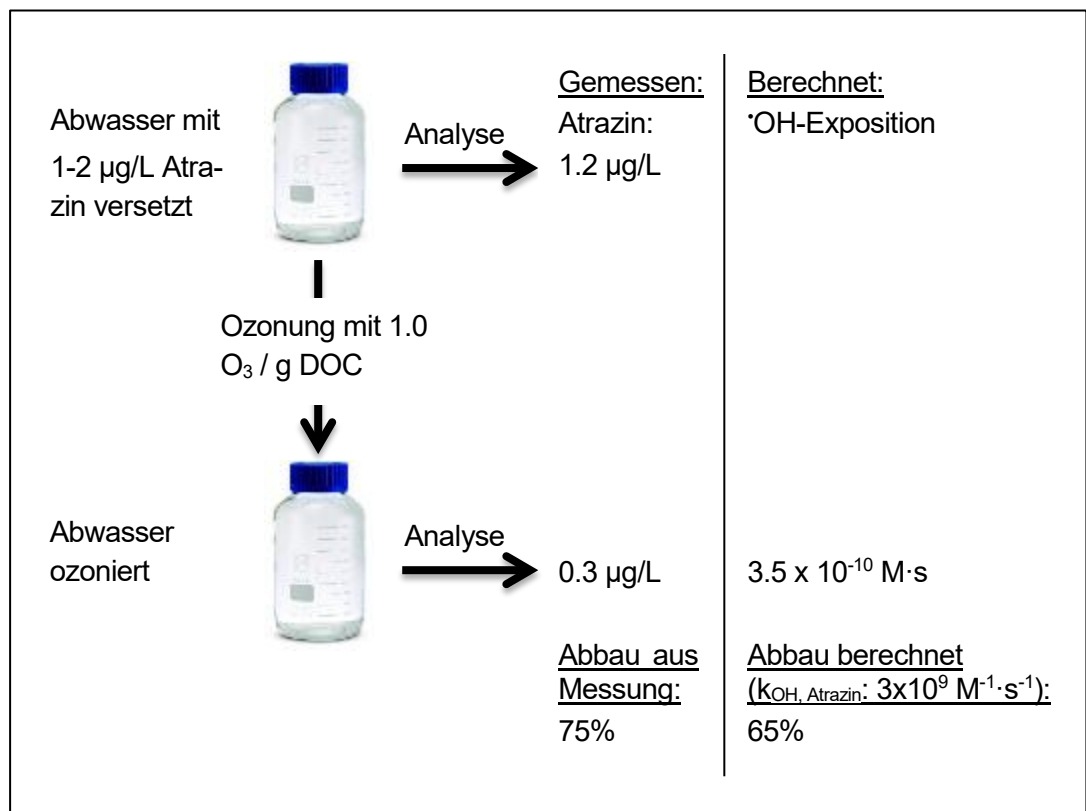 Gemessen:
Berechnet:
Abwasser mit
1-2 µg/L Atra-
zin versetzt
Analyse
Atrazin:
1.2 µg/L
•OH-Exposition
Ozonung mit 1.0
O₃ / g DOC
Abwasser
ozoniert
Analyse
0.3 µg/L
3.5 x 10⁻¹⁰ M·s
Abbau aus
Messung:
75%
Abbau berechnet
(kOH, Atrazin: 3x10⁹ M⁻¹·s⁻¹):
65%